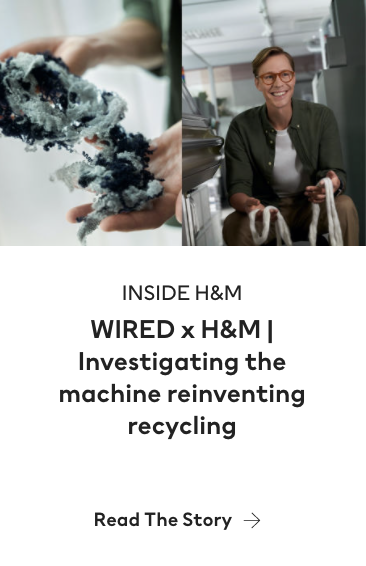 INSIDE H&M
WIRED x H&M |
Investigating the
machine reinventing
recycling
Read The Story →